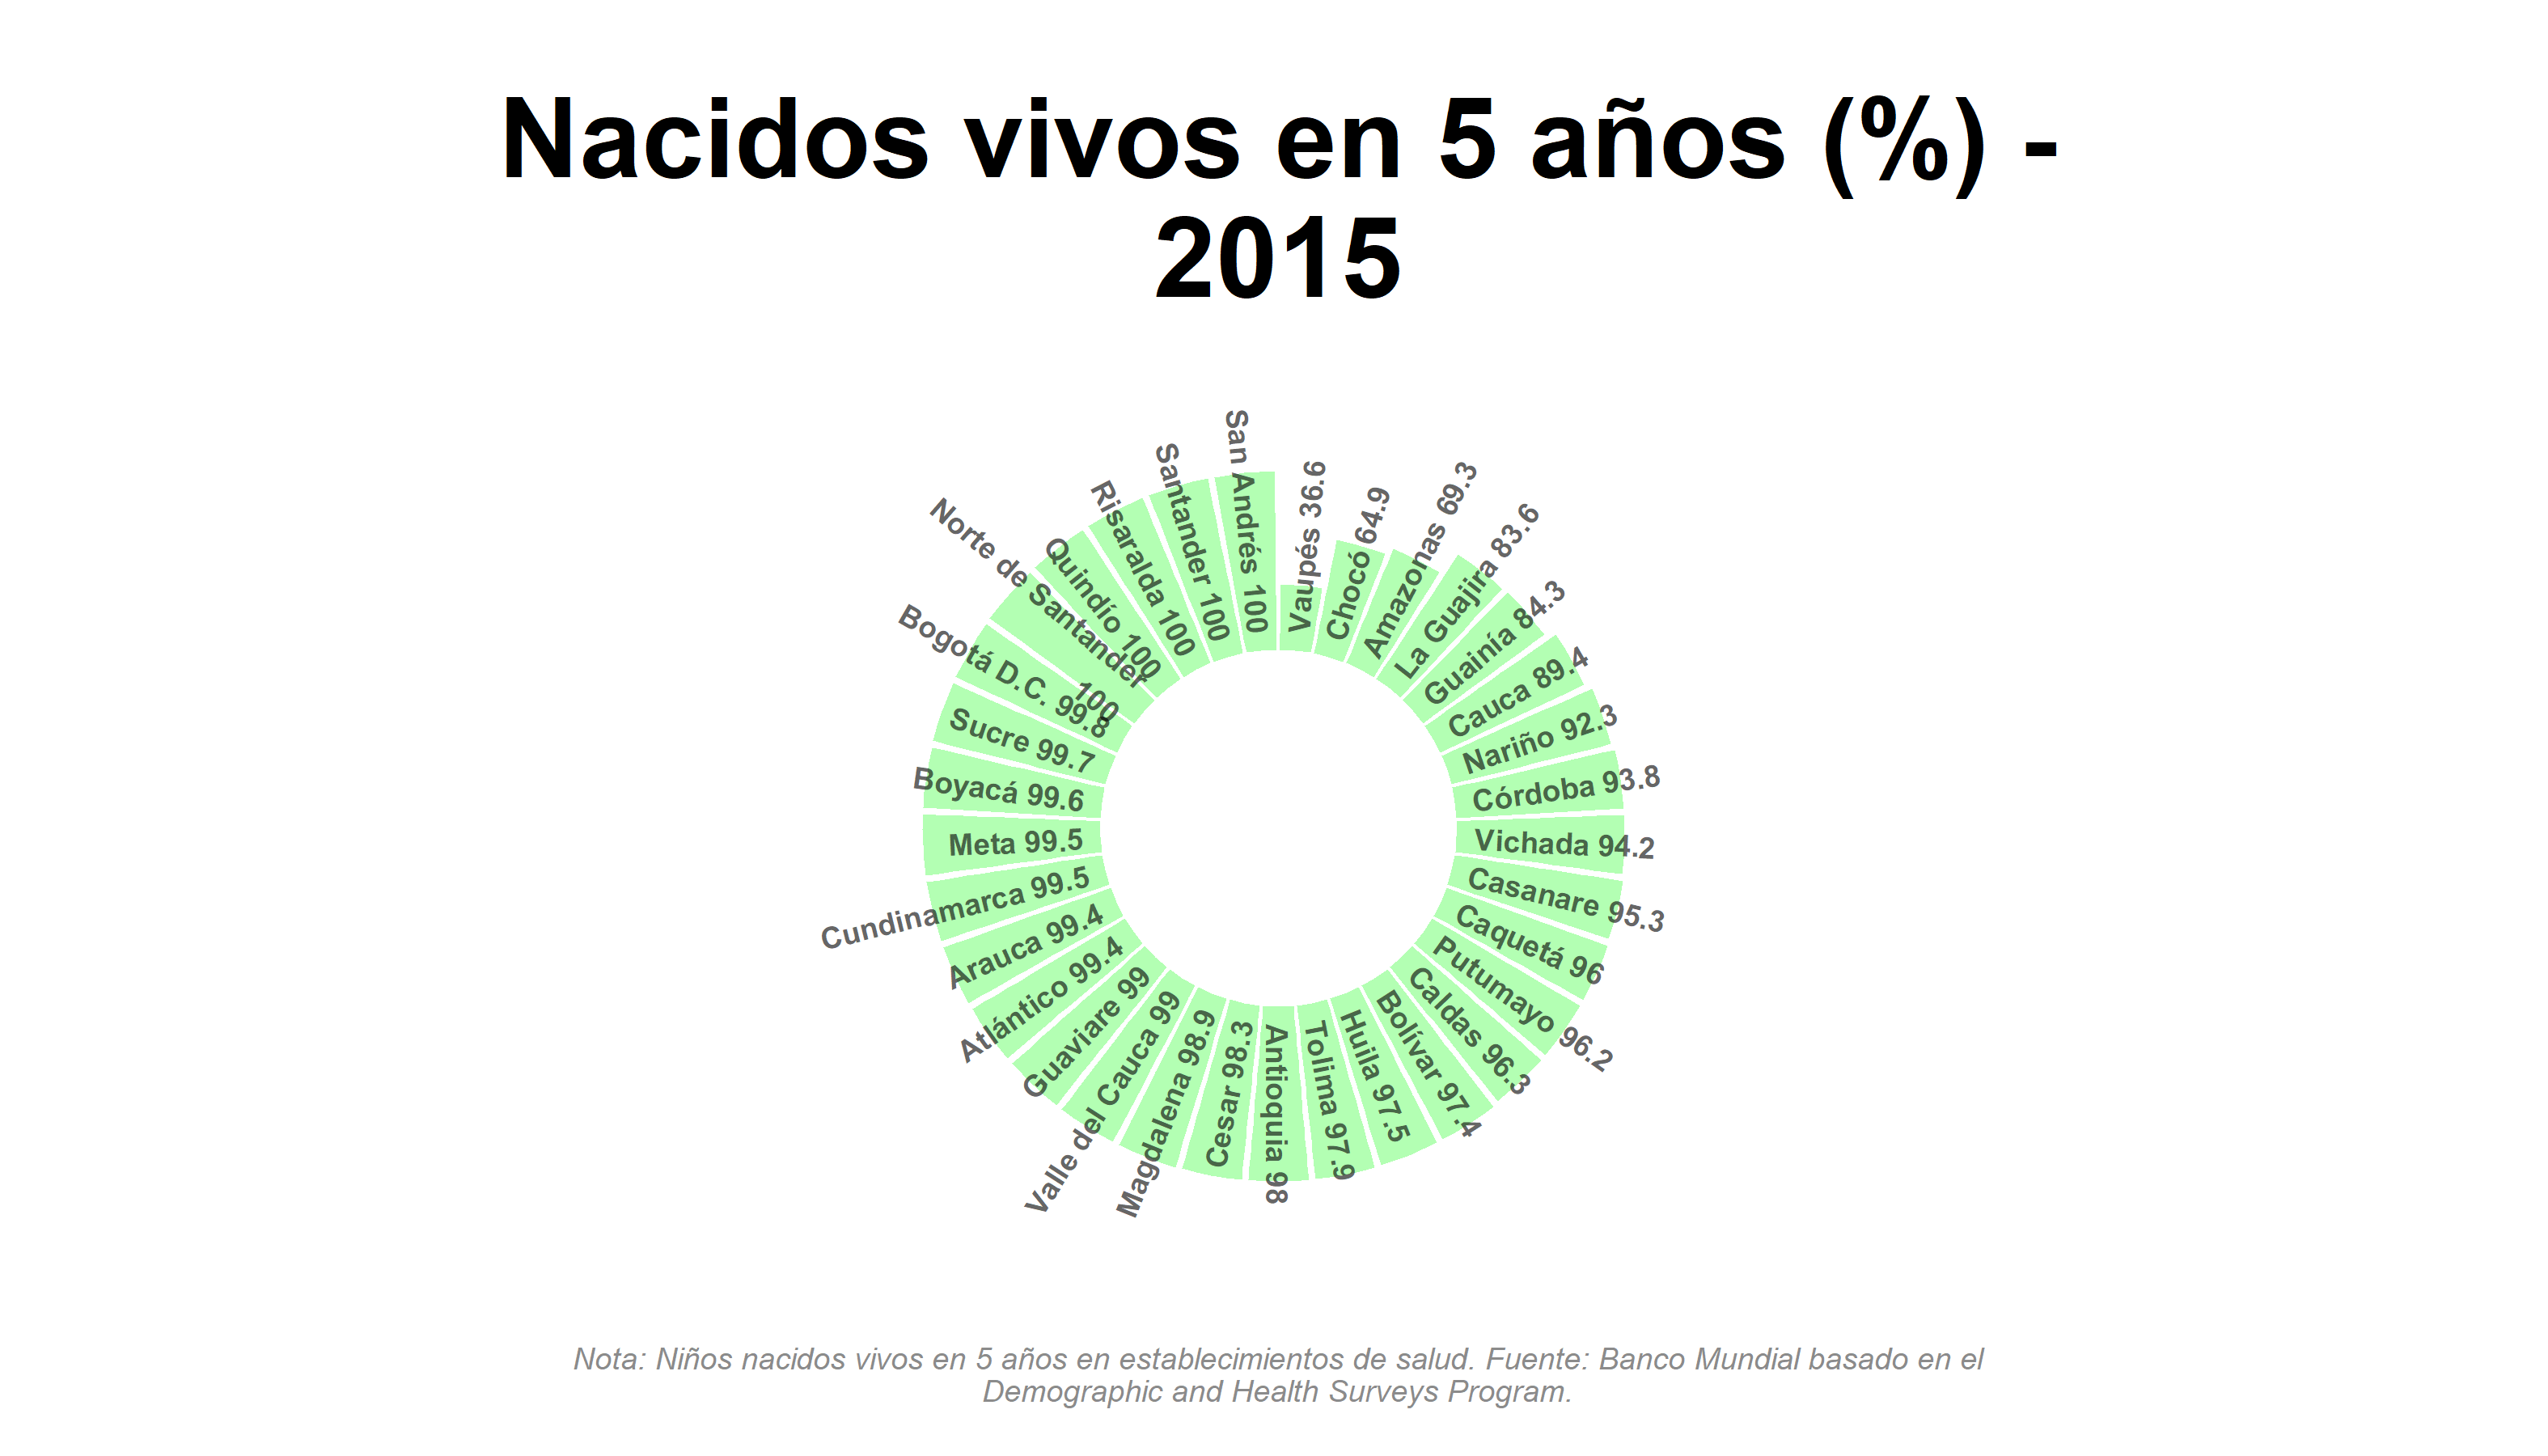 Nacidos vivos en 5 años (%) -
2015
Vaupés 36.6
Chocó 64.9
Amazonas 69.3
La Guajira 83.6
Guainía 84.3
Cauca 89.4
Nariño 92.3
Córdoba 93.8
Vichada 94.2
Casanare 95.3
Caquetá 96
Putumayo 96.2
Caldas 96.3
Bolívar 97.4
Huila 97.5
Tolima 97.9
Antioquia 98
Cesar 98.3
Magdalena 98.9
Valle del Cauca 99
Guaviare 99
Atlántico 99.4
Arauca 99.4
Cundinamarca 99.5
Meta 99.5
Boyacá 99.6
Sucre 99.7
Bogotá D.C. 99.8
Norte de Santander
100
Quindío 100
Risaralda 100
Santander 100
San Andrés 100
Nota: Niños nacidos vivos en 5 años en establecimientos de salud. Fuente: Banco Mundial basado en el
Demographic and Health Surveys Program.